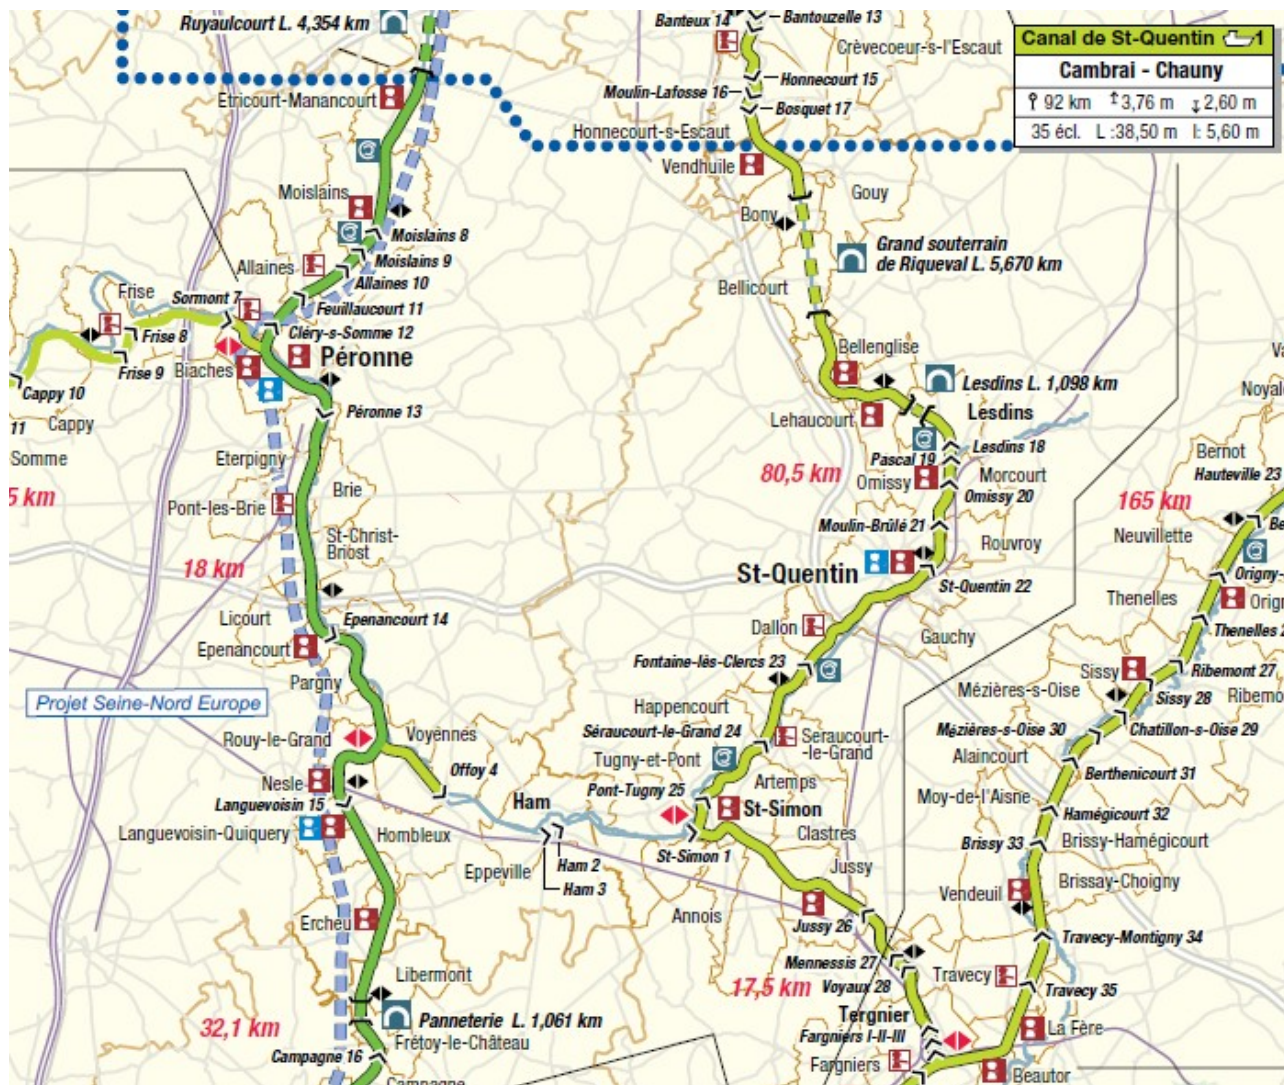 Ruyaulcourt L. 4,354 km
Banteux 14
Bantouzelle 13
Crèvecoeur-s-l'Escaut
Canal de St-Quentin 1
Cambrai - Chauny
92 km 3,76 m 2,60 m
35 écl. L :38,50 m l: 5,60 m
Honnecourt 15
Moulin-Lafosse 16
Bosquet 17
Etricourt-Manancourt
Honnecourt-s-Escaut
Vendhuile
Gouy
Moislains
Bony
Moislains 8
Grand souterrain
de Riqueval L. 5,670 km
Moislains 9
Allaines
Allaines 10
Bellicourt
Frise
Sormont 7
Feuillaucourt 11
Cléry-s-Somme 12
Frise 8
Péronne
Bellenglise
Biaches
Frise 9
Lesdins L. 1,098 km
Cappy 10
Noyal
Péronne 13
Lesdins
11 Cappy
Lehaucourt
Lesdins 18
Somme
Eterpigny
Pascal 19
Bernot
80,5 km
Omissy
Morcourt
Hauteville 23
5 km
Brie
Omissy 20
165 km
Pont-les-Brie
Moulin-Brûlé 21
Be
St-Christ-
Briost
Neuvillette
Rouvroy
18 km
St-Quentin
Origny-
St-Quentin 22
Thenelles
Orig
Licourt
Epenancourt 14
Dallon
Gauchy
Thenelles 2
Epenancourt
Fontaine-lès-Clercs 23
Sissy
Ribemont 27
Pargny
Mézières-s-Oise
Sissy 28
Ribemo
Projet Seine-Nord Europe
Happencourt
Rouy-le-Grand
Voyennes
Séraucourt-le-Grand 24
Seraucourt-
-le-Grand
Mézières-s-Oise 30
Chatillon-s-Oise 29
Tugny-et-Pont
Alaincourt
Offoy 4
Artemps
Berthenicourt 31
Nesle
Pont-Tugny 25
Moy-de-l'Aisne
Languevoisin 15
Ham
St-Simon
Hamégicourt 32
Languevoisin-Quiquery
Hombleux
Clastres
Brissy 33
Brissy-Hamégicourt
St-Simon 1
Ham 2
Jussy
Eppeville
Ham 3
Vendeuil
Brissay-Choigny
Annois
Ercheu
Jussy 26
Travecy-Montigny 34
Mennessis 27
Libermont
Travecy
17,5 km
Voyaux 28
Travecy 35
Tergnier
32,1 km
Panneterie L. 1,061 km
La Fère
Fargniers I-II-III
Frétoy-le-Château
Campagne 16
Fargniers
Beautor
Campagne